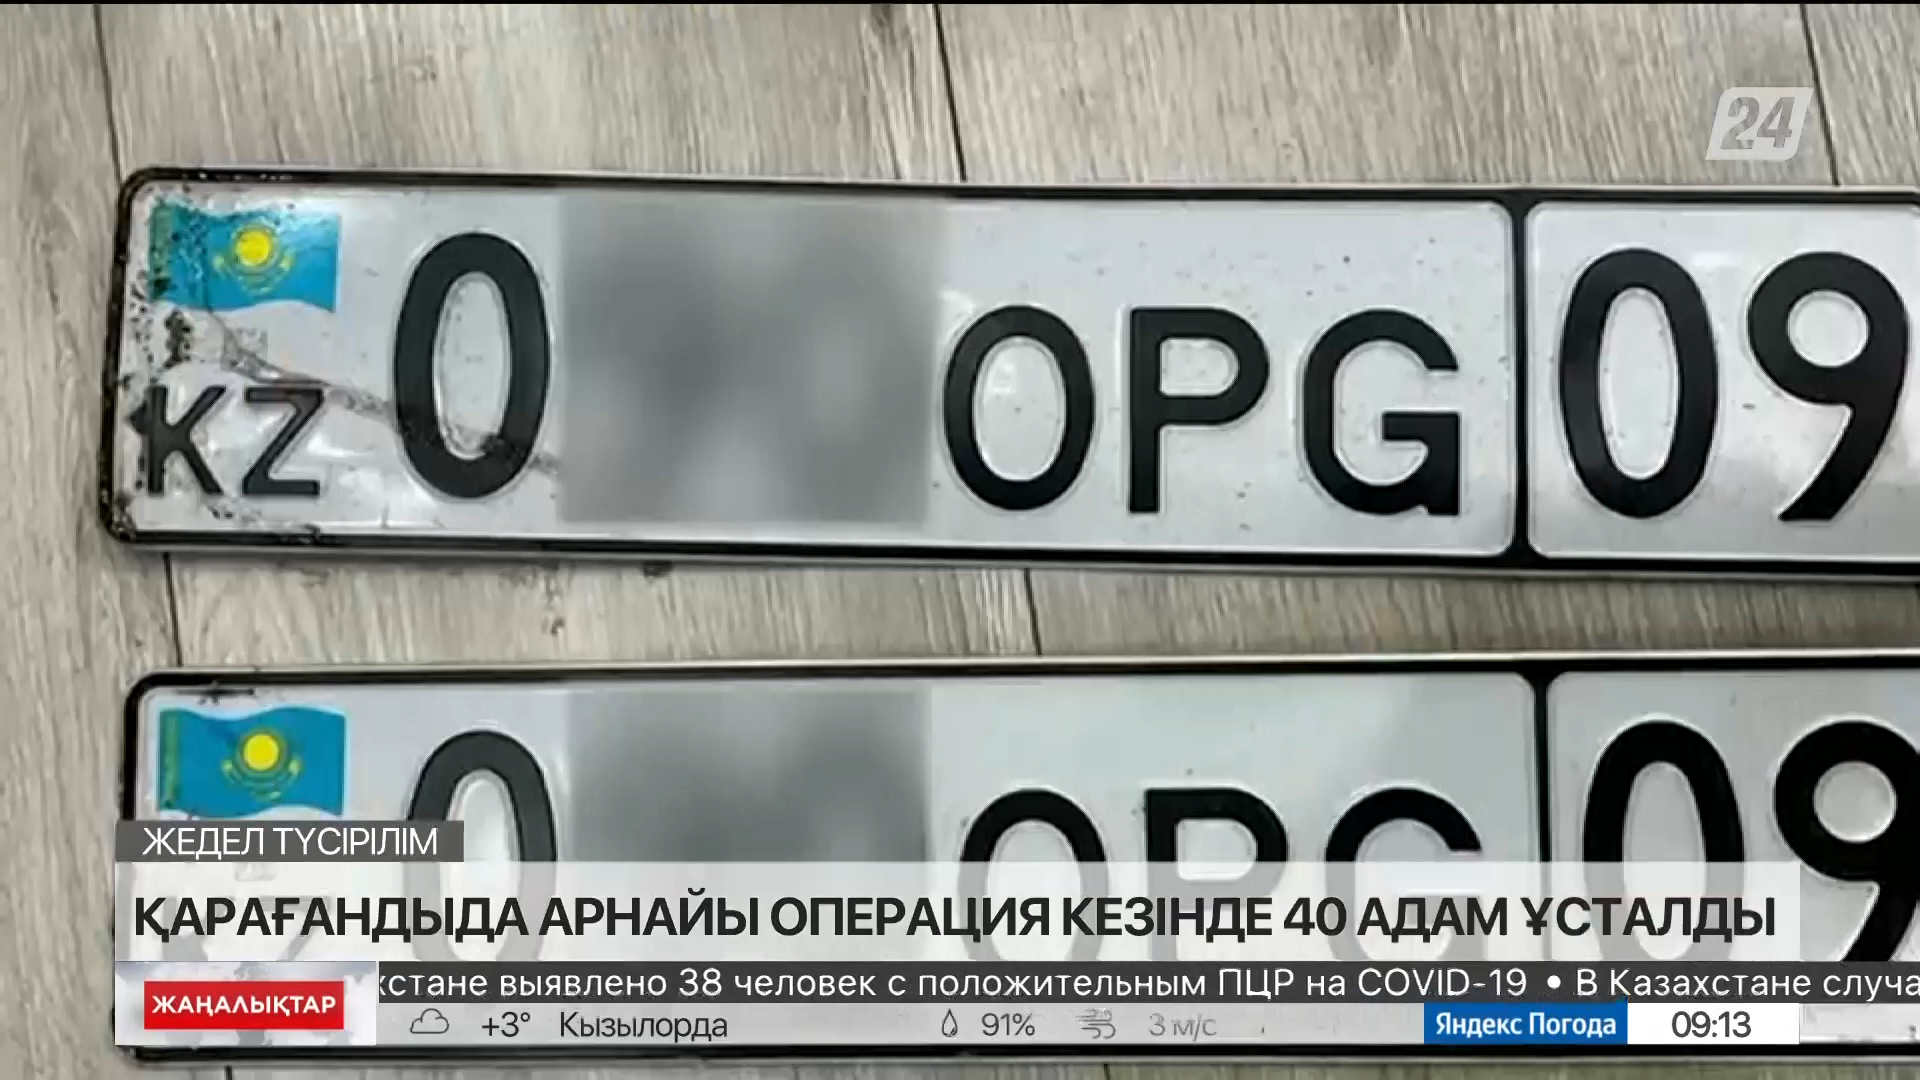 24
0 OPG 09
KZ
0 OPG 09
ЖЕДЕЛ ТҮСІРІЛІМ
ҚАРАҒАНДЫДА АРНАЙЫ ОПЕРАЦИЯ КЕЗІНДЕ 40 АДАМ ҰСТАЛДЫ
хстане выявлено 38 человек с положительным ПЦР на COVID-19 • В Казахстане случа
ЖАҢАЛЫҚТАР
+3° Кызылорда 91% 3 м/с Яндекс Погода 09:13